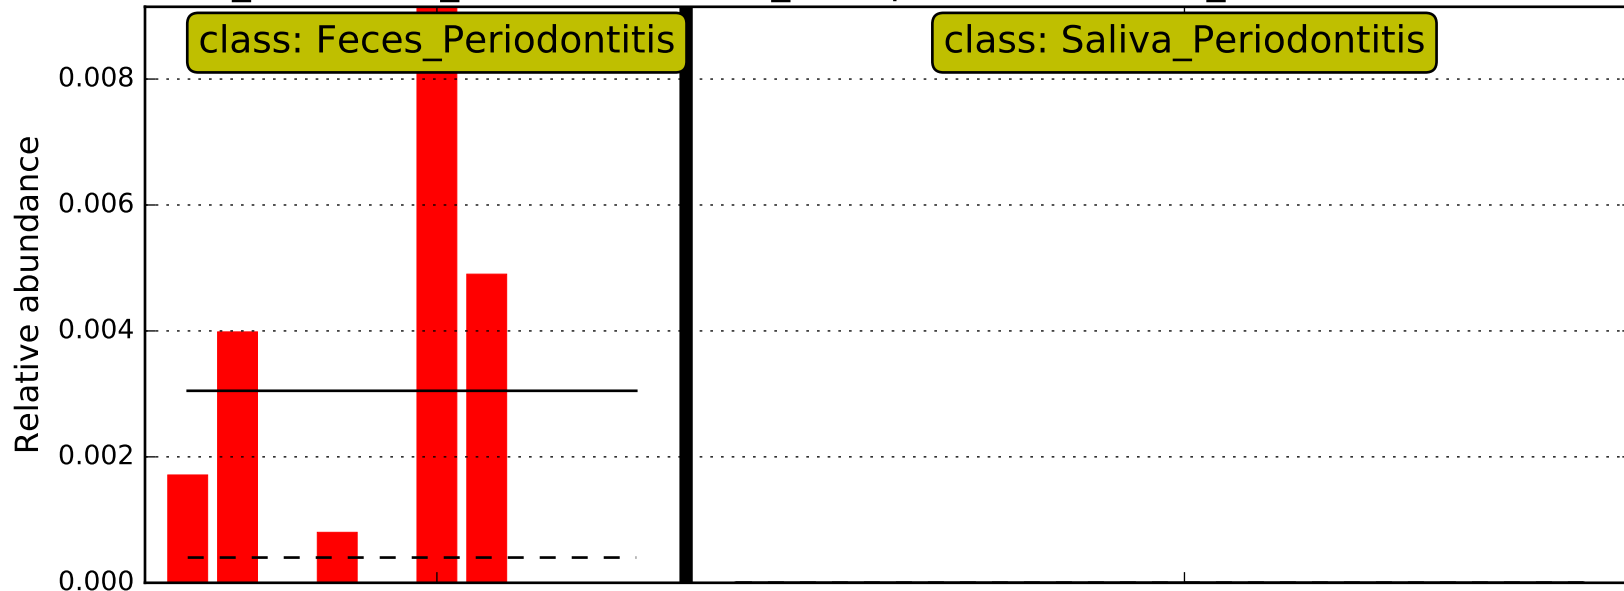 class: Feces_Periodontitis
class: Saliva_Periodontitis
Relative abundance
0.008
0.006
0.004
0.002
0.000